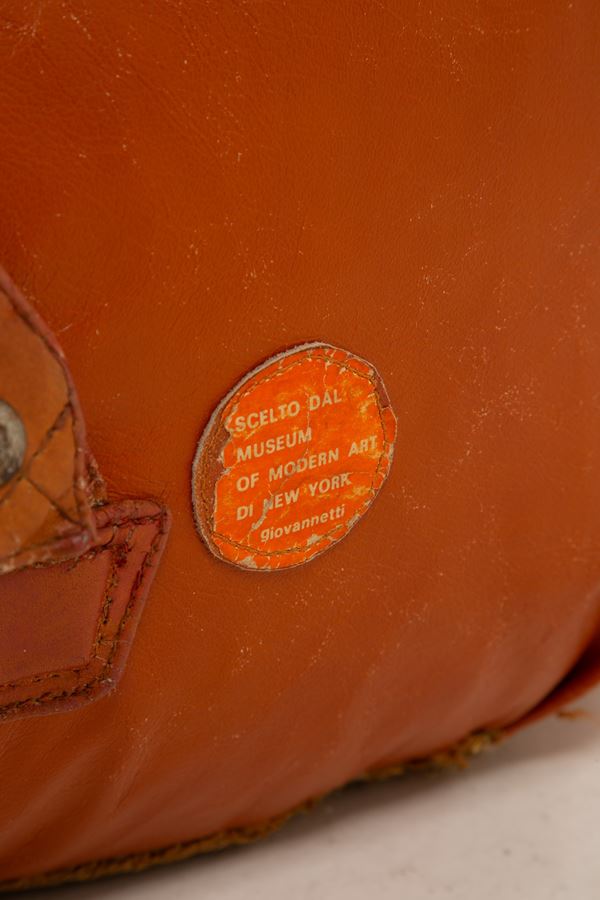 SCELTO DAL
MUSEUM
OF MODERN ART
DI NEW YORK
giovannetti